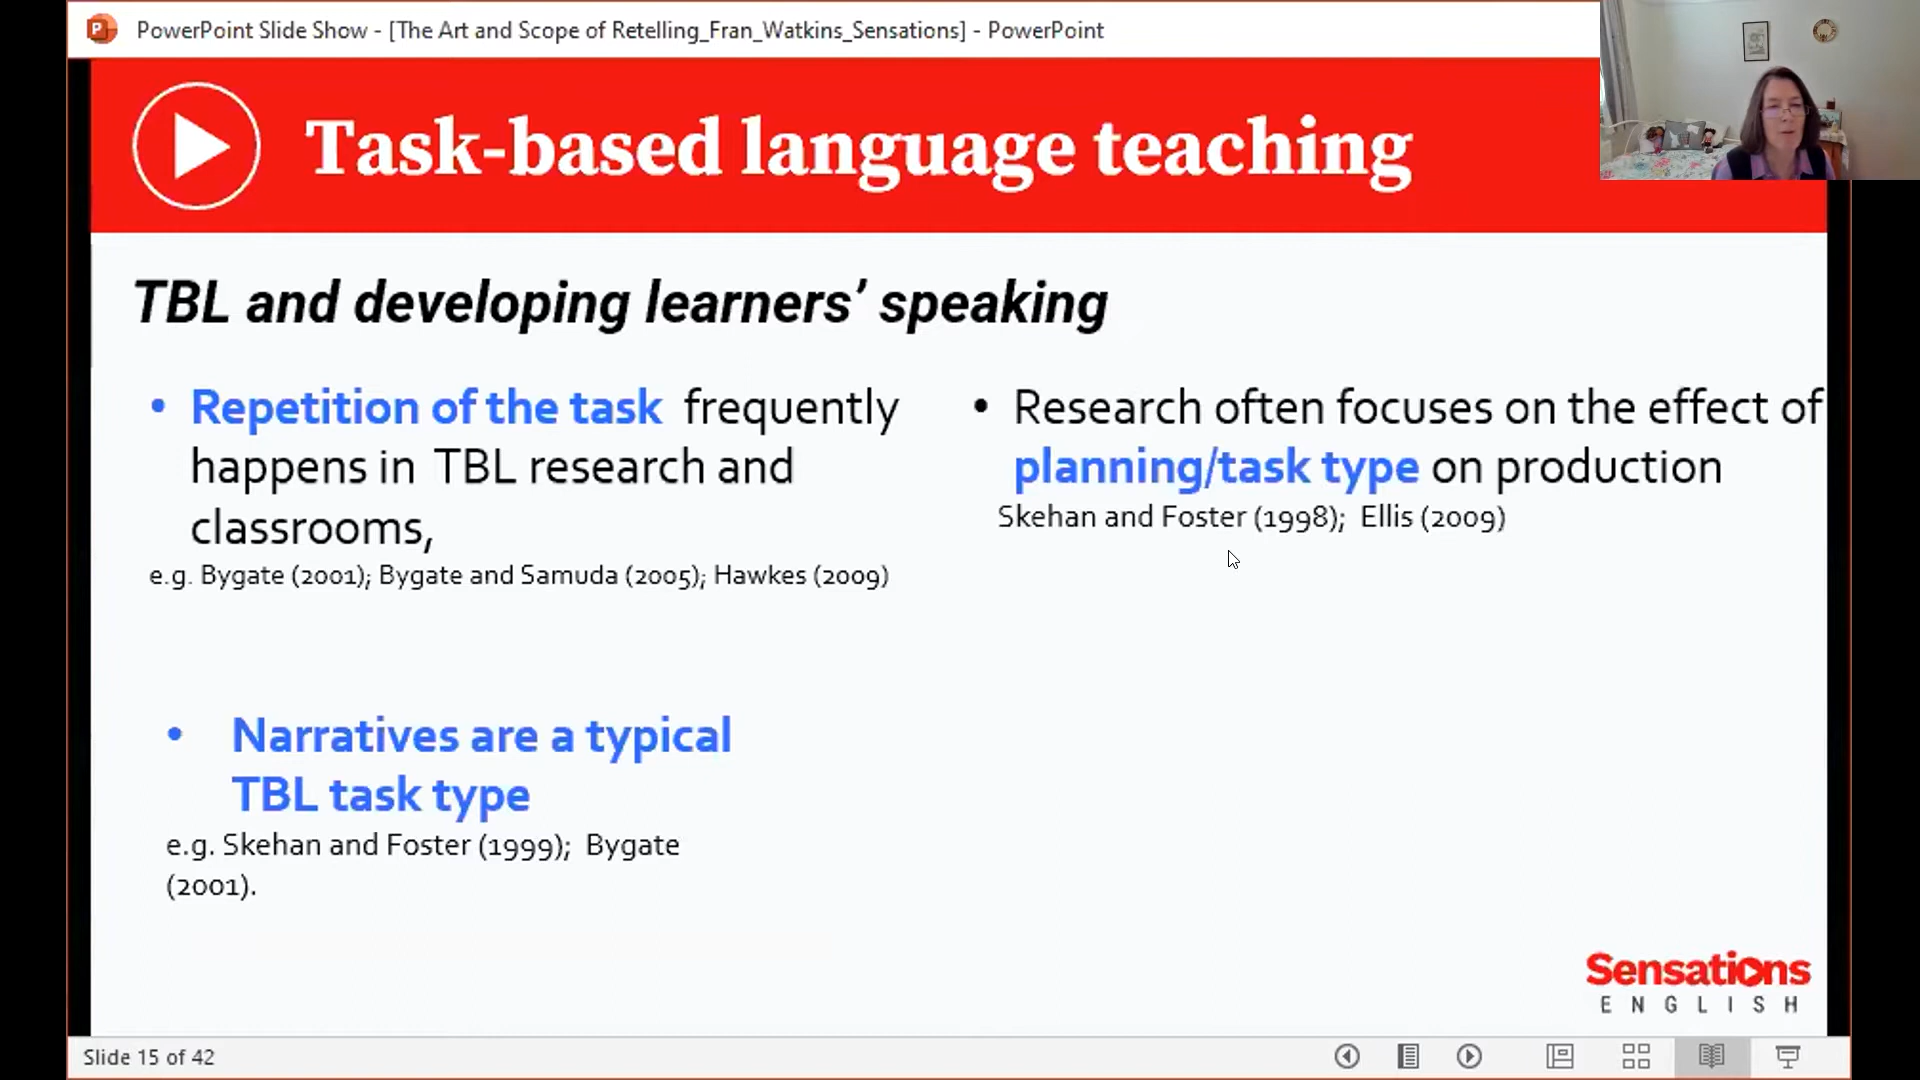 PowerPoint Slide Show - [The Art and Scope of Retelling_Fran_Watkins_Sensations] - PowerPoint
Task-based language teaching
TBL and developing learners’ speaking
• Repetition of the task frequently
happens in TBL research and
classrooms,
e.g. Bygate (2001); Bygate and Samuda (2005); Hawkes (2009)
• Narratives are a typical
TBL task type
e.g. Skehan and Foster (1999); Bygate
(2001).
• Research often focuses on the effect of
planning/task type on production
Skehan and Foster (1998); Ellis (2009)
Sensations
ENGLISH
Slide 15 of 42